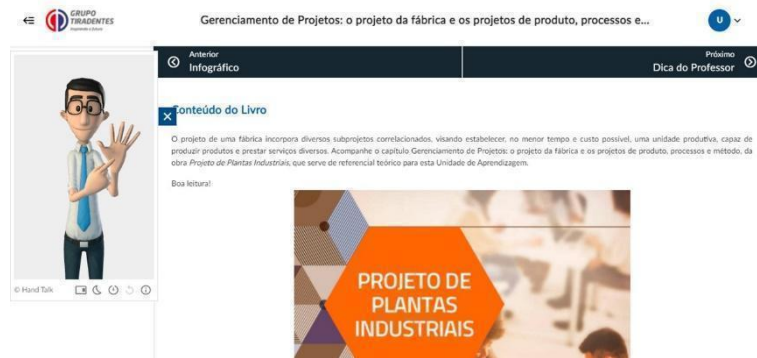 GRUPO
TIRADENTES
Gerenciamento de Projetos: o projeto da fábrica e os projetos de produto, processos e...
U
Anterior
Infográfico
Próximo
Dica do Professor
Conteúdo do Livro
O projeto de uma fábrica incorpora diversos subprojetos correlacionados, visando estabelecer, no menor tempo e custo possível, uma unidade produtiva, capaz de
produzir produtos e prestar serviços diversos. Acompanhe o capítulo Gerenciamento de Projetos: o projeto da fábrica e os projetos de produto, processos e método, da
obra Projeto de Plantas Industriais, que serve de referencial teórico para esta Unidade de Aprendizagem.
Boa leitura!
PROJETO DE
PLANTAS
INDUSTRIAIS
© Hand Talk